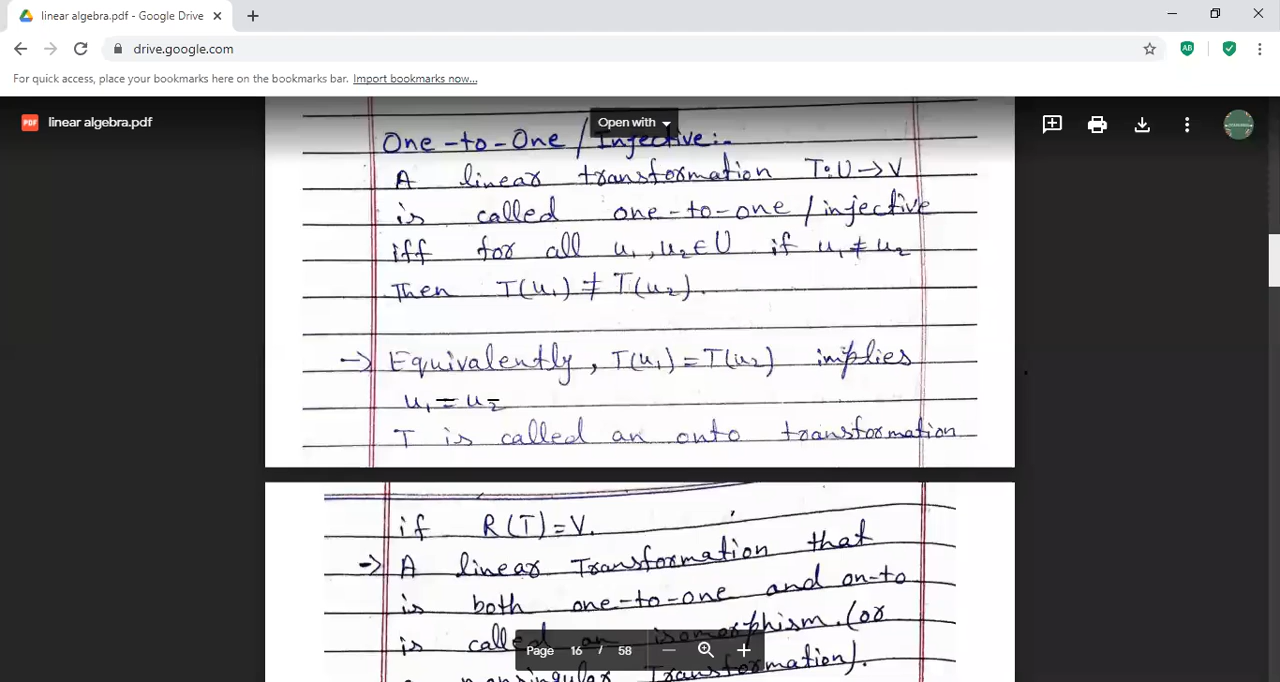 linear algebra.pdf - Google Drive
drive.google.com
For quick access, place your bookmarks here on the bookmarks bar. Import bookmarks now...
linear algebra.pdf
Open with
One-to-One / Injective:-
A linear transformation T:U→V
is called one-to-one/injective
iff for all u₁,u₂∈U if u₁≠u₂
Then T(u₁)≠T(u₂).
→ Equivalently, T(u₁)=T(u₂) implies
u₁=u₂
T is called an onto transformation
if R(T)=V.
→ A linear Transformation that
is both one-to-one and on-to
is called an isomorphism. (or
a nonsingular Transformation).
Page 16 / 58